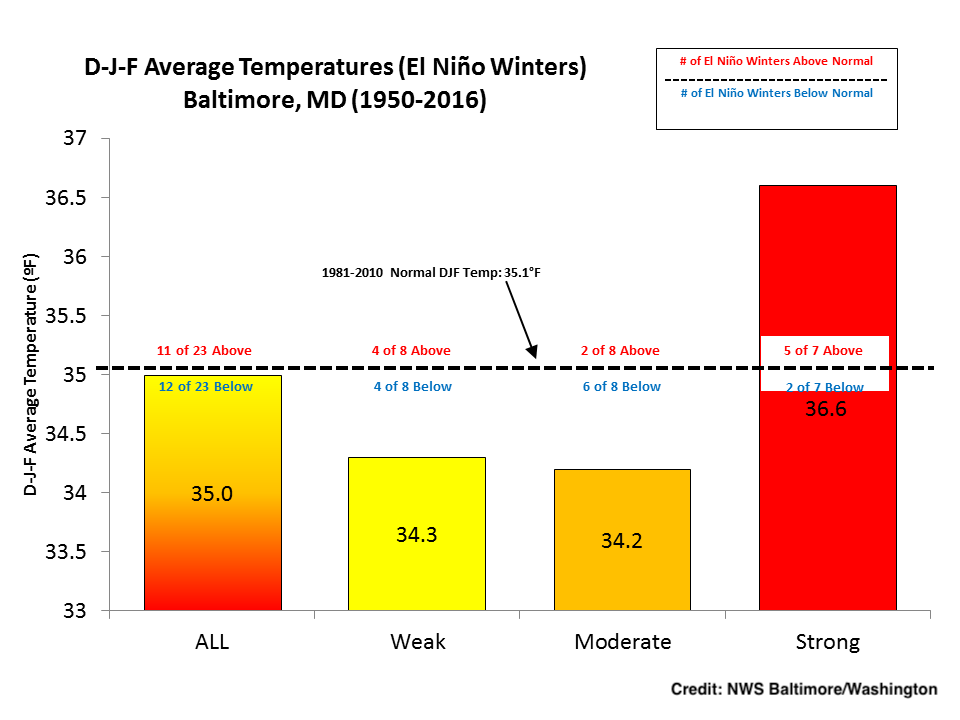 D-J-F Average Temperatures (El Niño Winters)
Baltimore, MD (1950-2016)
# of El Niño Winters Above Normal
# of El Niño Winters Below Normal
D-J-F Average Temperature (ºF)
37
36.5
36
35.5
35
34.5
34
33.5
33
1981-2010 Normal DJF Temp: 35.1°F
11 of 23 Above
4 of 8 Above
2 of 8 Above
5 of 7 Above
12 of 23 Below
4 of 8 Below
6 of 8 Below
2 of 7 Below
35.0
34.3
34.2
36.6
ALL
Weak
Moderate
Strong
Credit: NWS Baltimore/Washington